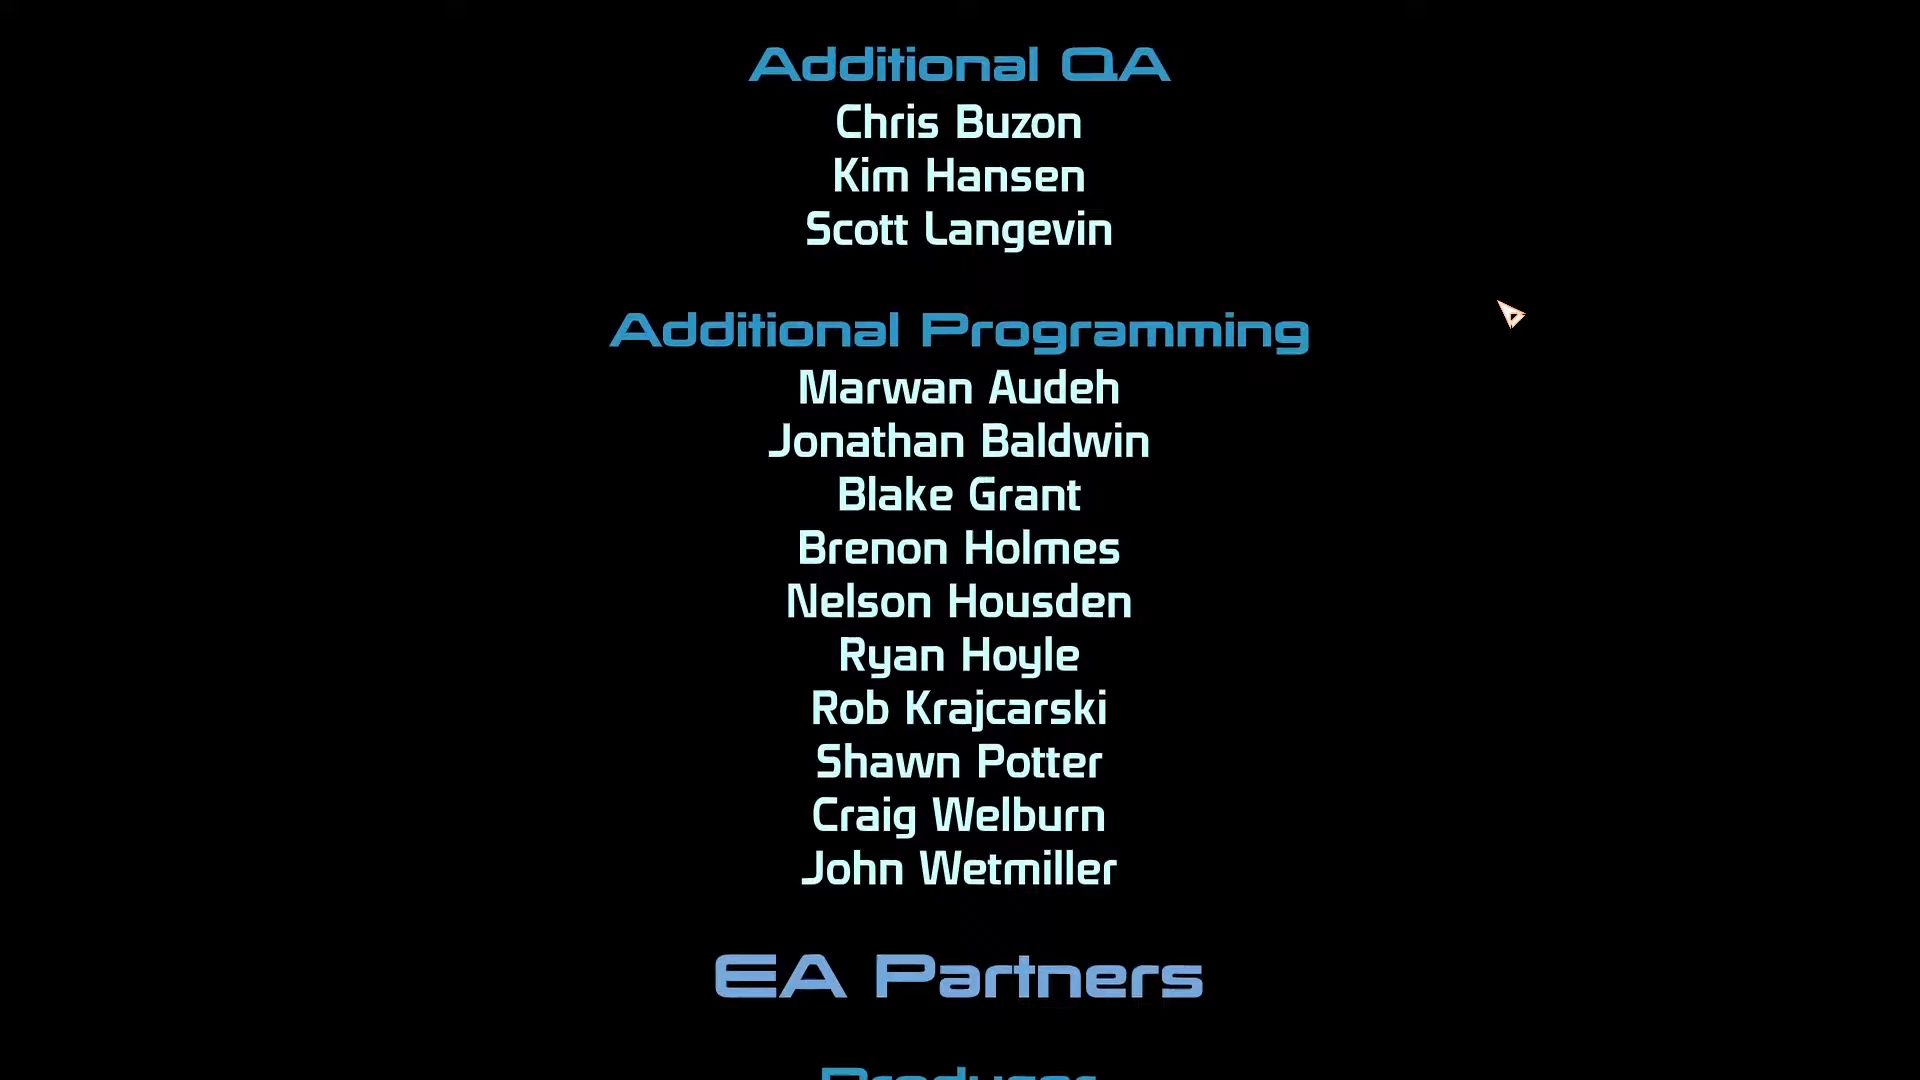 Additional QA
Chris Buzon
Kim Hansen
Scott Langevin
Additional Programming
Marwan Audeh
Jonathan Baldwin
Blake Grant
Brenon Holmes
Nelson Housden
Ryan Hoyle
Rob Krajcarski
Shawn Potter
Craig Welburn
John Wetmiller
EA Partners
Producer